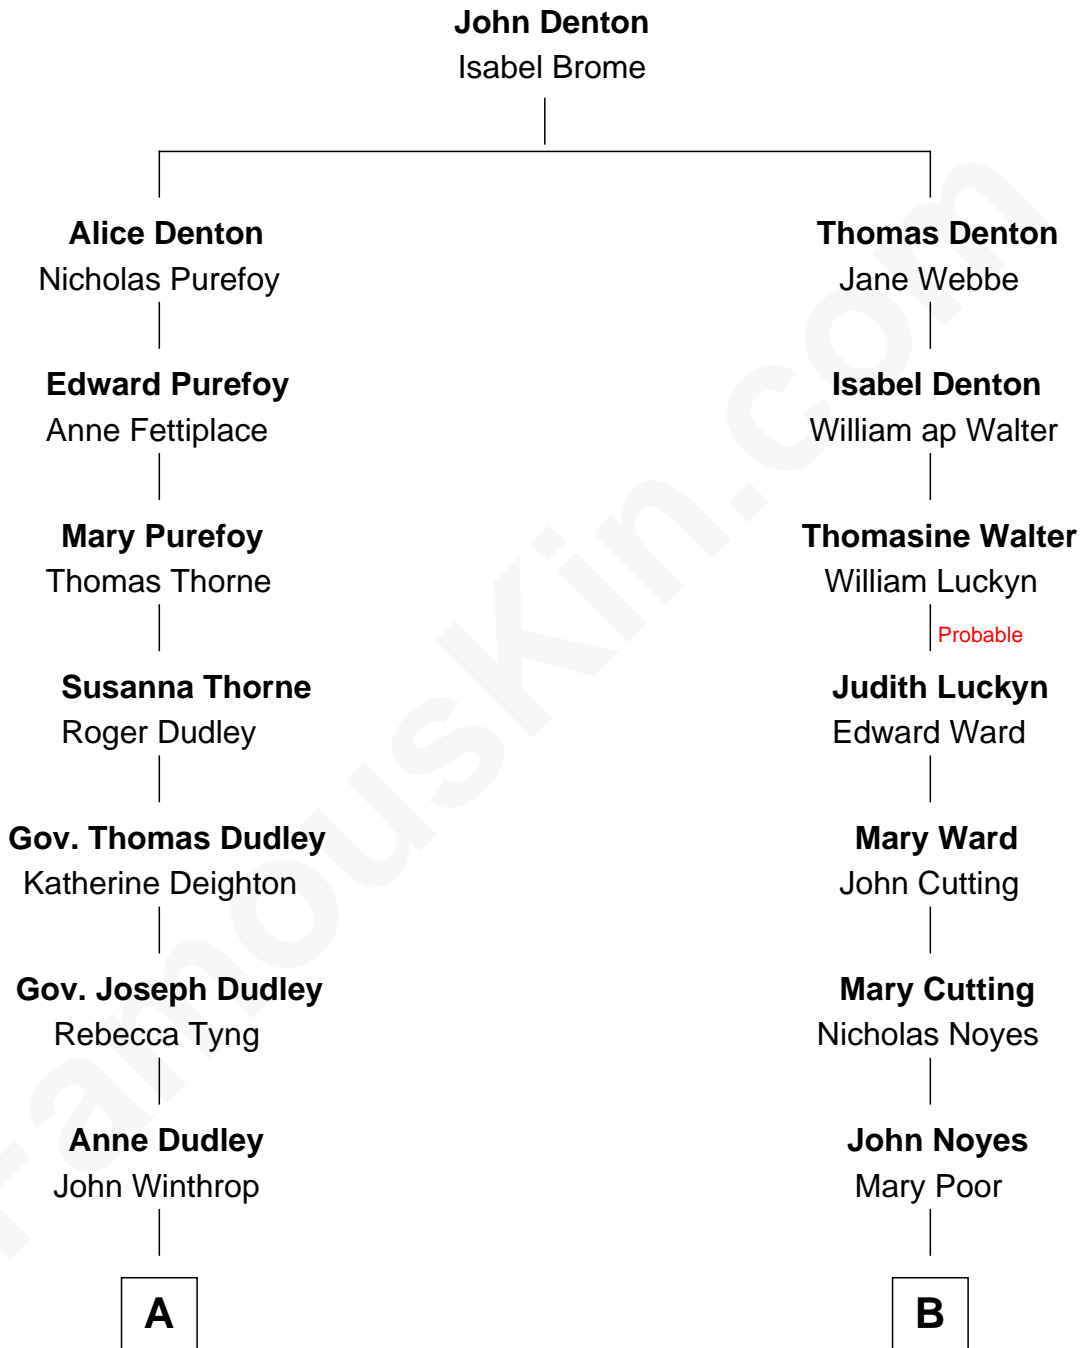 John Denton
Isabel Brome
Alice Denton
Nicholas Purefoy
Thomas Denton
Jane Webbe
Edward Purefoy
Anne Fettiplace
Isabel Denton
William ap Walter
Mary Purefoy
Thomas Thorne
Thomasine Walter
William Luckyn
Probable
Susanna Thorne
Roger Dudley
Judith Luckyn
Edward Ward
Gov. Thomas Dudley
Katherine Deighton
Mary Ward
John Cutting
Gov. Joseph Dudley
Rebecca Tyng
Mary Cutting
Nicholas Noyes
Anne Dudley
John Winthrop
John Noyes
Mary Poor
A
B
FamousKin.com